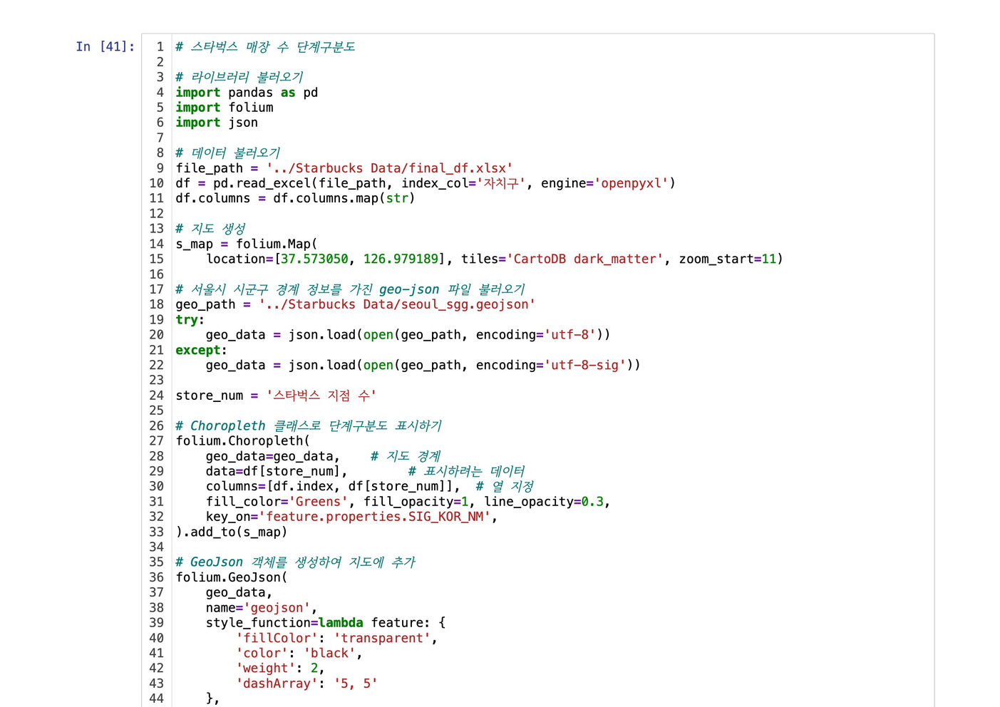 In [41]:
1 # 스타벅스 매장 수 단계구분도
2
3 # 라이브러리 불러오기
4 import pandas as pd
5 import folium
6 import json
7
8 # 데이터 불러오기
9 file_path = '../Starbucks Data/final_df.xlsx'
10 df = pd.read_excel(file_path, index_col='자치구', engine='openpyxl')
11 df.columns = df.columns.map(str)
12
13 # 지도 생성
14 s_map = folium.Map(
15     location=[37.573050, 126.979189], tiles='CartoDB dark_matter', zoom_start=11)
16
17 # 서울시 시군구 경계 정보를 가진 geo-json 파일 불러오기
18 geo_path = '../Starbucks Data/seoul_sgg.geojson'
19 try:
20     geo_data = json.load(open(geo_path, encoding='utf-8'))
21 except:
22     geo_data = json.load(open(geo_path, encoding='utf-8-sig'))
23
24 store_num = '스타벅스 지점 수'
25
26 # Choropleth 클래스로 단계구분도 표시하기
27 folium.Choropleth(
28     geo_data=geo_data,    # 지도 경계
29     data=df[store_num],        # 표시하려는 데이터
30     columns=[df.index, df[store_num]],  # 열 지정
31     fill_color='Greens', fill_opacity=1, line_opacity=0.3,
32     key_on='feature.properties.SIG_KOR_NM',
33 ).add_to(s_map)
34
35 # GeoJson 객체를 생성하여 지도에 추가
36 folium.GeoJson(
37     geo_data,
38     name='geojson',
39     style_function=lambda feature: {
40         'fillColor': 'transparent',
41         'color': 'black',
42         'weight': 2,
43         'dashArray': '5, 5'
44     },